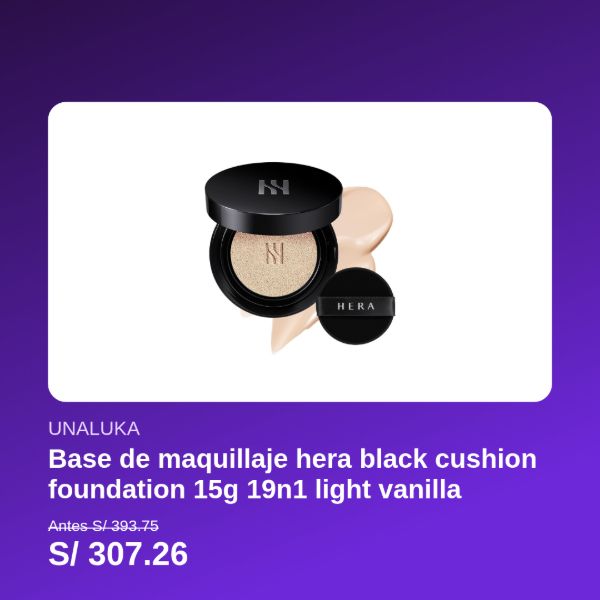 HERA
UNALUKA
Base de maquillaje hera black cushion
foundation 15g 19n1 light vanilla
Antes S/ 393.75
S/ 307.26